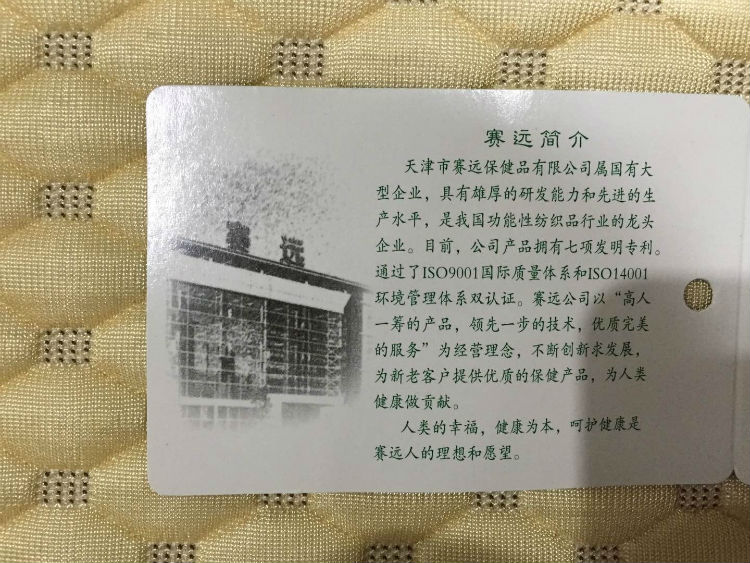 赛远简介
天津市赛远保健品有限公司属国有大
型企业，具有雄厚的研发能力和先进的生
产水平，是我国功能性纺织品行业的龙头
企业。目前，公司产品拥有七项发明专利。
通过了ISO9001国际质量体系和ISO14001
环境管理体系双认证。赛远公司以“高人
一筹的产品，领先一步的技术，优质完美
的服务”为经营理念，不断创新求发展，
为新老客户提供优质的保健产品，为人类
健康做贡献。
人类的幸福，健康为本，呵护健康是
赛远人的理想和愿望。
赛远